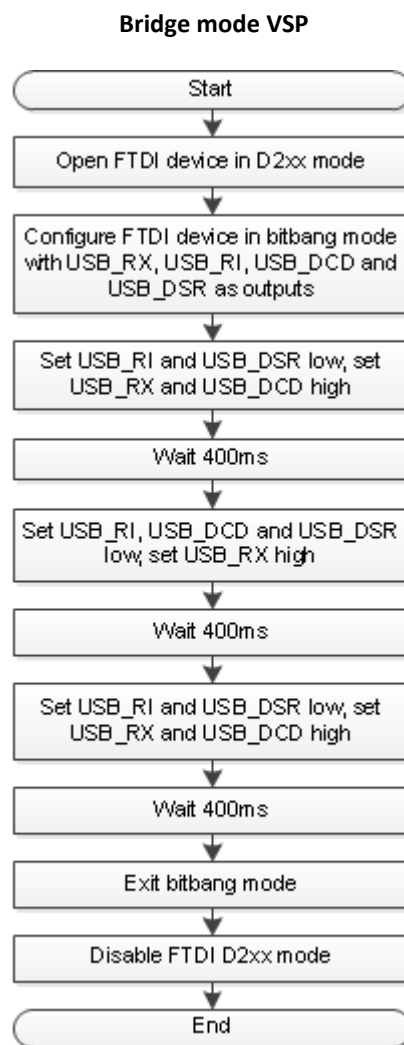 Bridge mode VSP
Start
Open FTDI device in D2xx mode
Configure FTDI device in bitbang mode
with USB_RX, USB_RI, USB_DCD and
USB_DSR as outputs
Set USB_RI and USB_DSR low; set
USB_RX and USB_DCD high
Wait 400ms
Set USB_RI, USB_DCD and USB_DSR
low; set USB_RX high
Wait 400ms
Set USB_RI and USB_DSR low; set
USB_RX and USB_DCD high
Wait 400ms
Exit bitbang mode
Disable FTDI D2xx mode
End